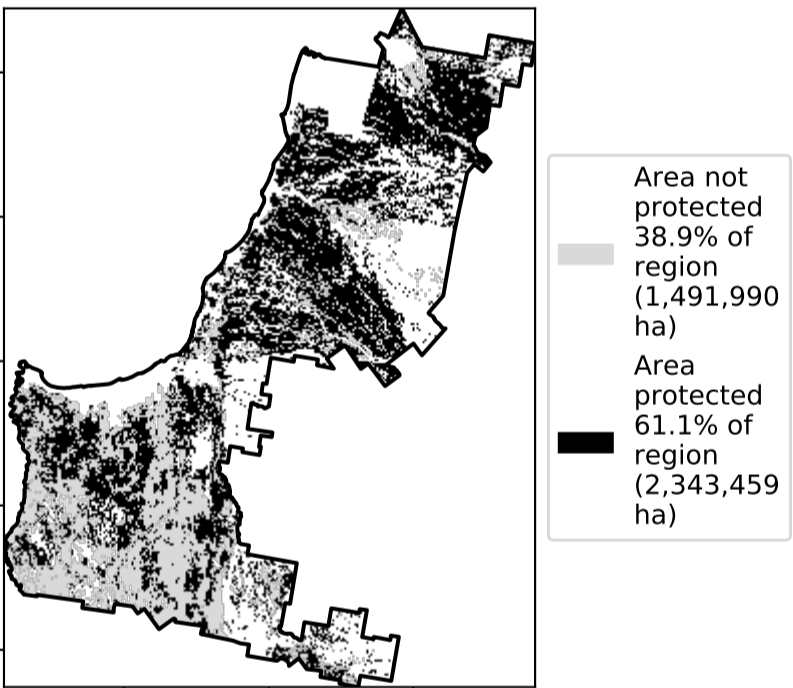 Area not
protected
38.9% of
region
(1,491,990
ha)
Area
protected
61.1% of
region
(2,343,459
ha)